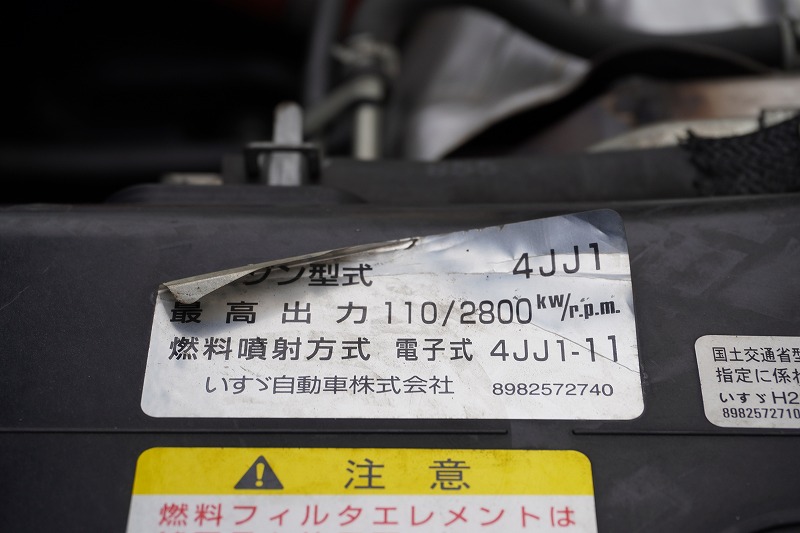 ン型式 4JJ1
最高出力 110/2800 kw/r.p.m.
燃料噴射方式 電子式 4JJ1-11
いすゞ自動車株式会社 8982572740
国土交通省型
指定に係れ
いすゞH2
8982572710
⚠ 注意
燃料フィルタエレメントは